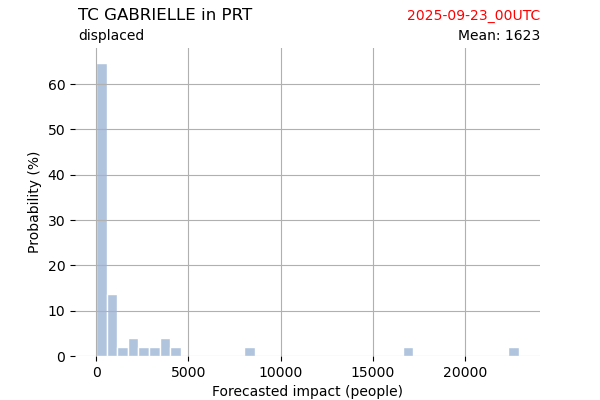 TC GABRIELLE in PRT
2025-09-23_00UTC
displaced
Mean: 1623
Probability (%)
60
50
40
30
20
10
0
0 5000 10000 15000 20000
Forecasted impact (people)